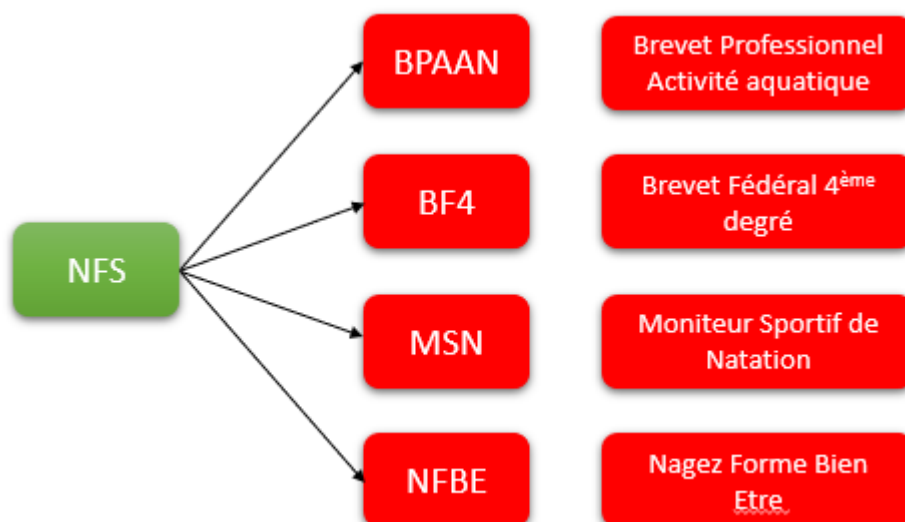 BPAAN
Brevet Professionnel
Activité aquatique
BF4
Brevet Fédéral 4ème
degré
NFS
MSN
Moniteur Sportif de
Natation
NFBE
Nagez Forme Bien
Etre